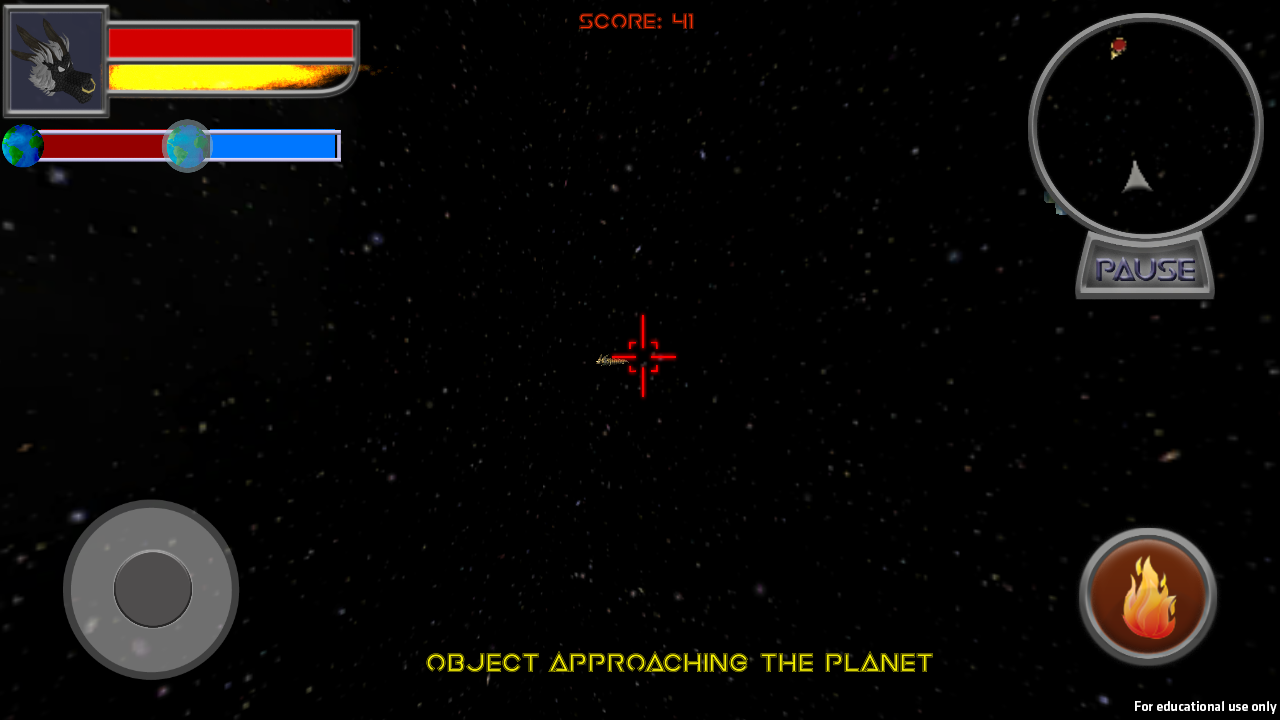 SCORE: 41
PAUSE
OBJECT APPROACHING THE PLANET
For educational use only